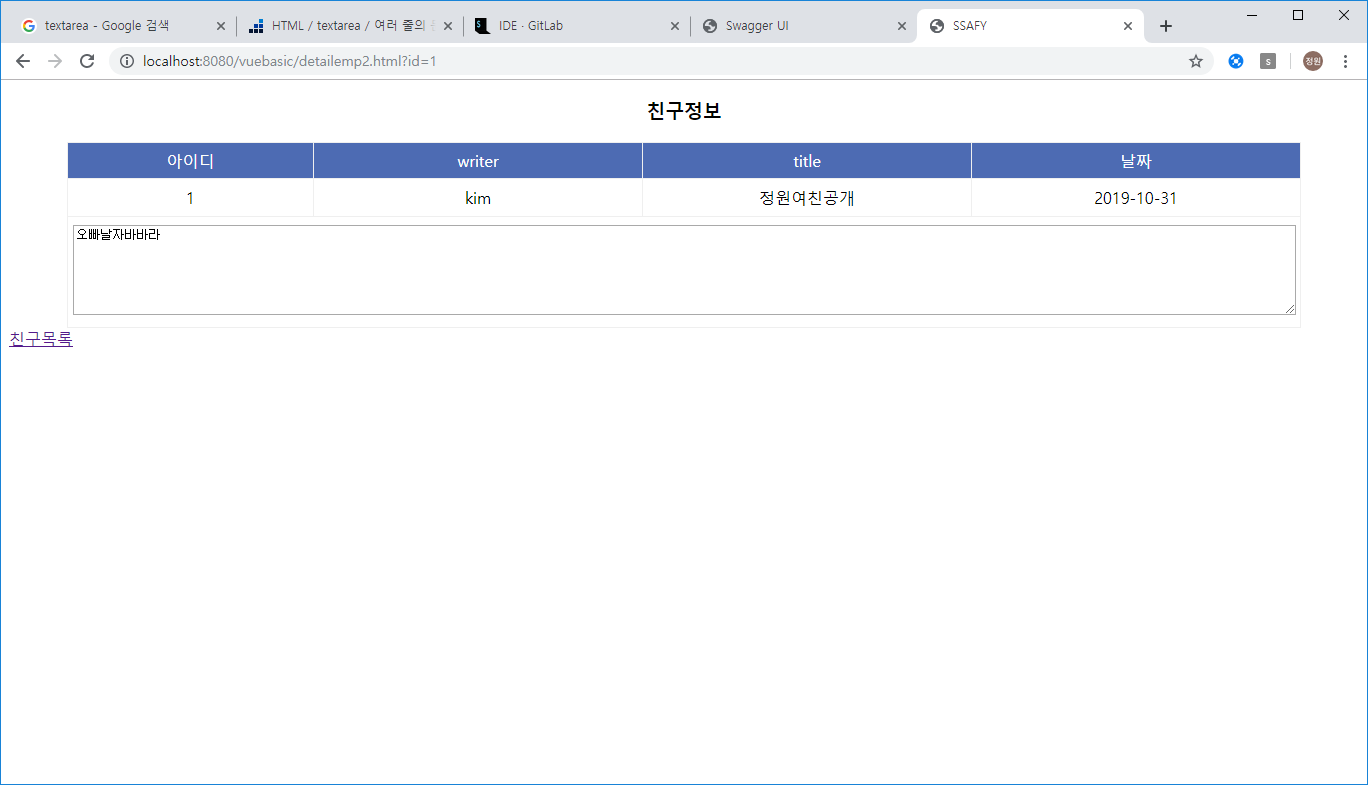 textarea - Google 검색
HTML / textarea / 여러 줄의
IDE · GitLab
Swagger UI
SSAFY
localhost:8080/vuebasic/detailemp2.html?id=1
s
정원
친구정보
아이디 writer title 날짜
1 kim 정원여친공개 2019-10-31
오빠날자바바라
친구목록